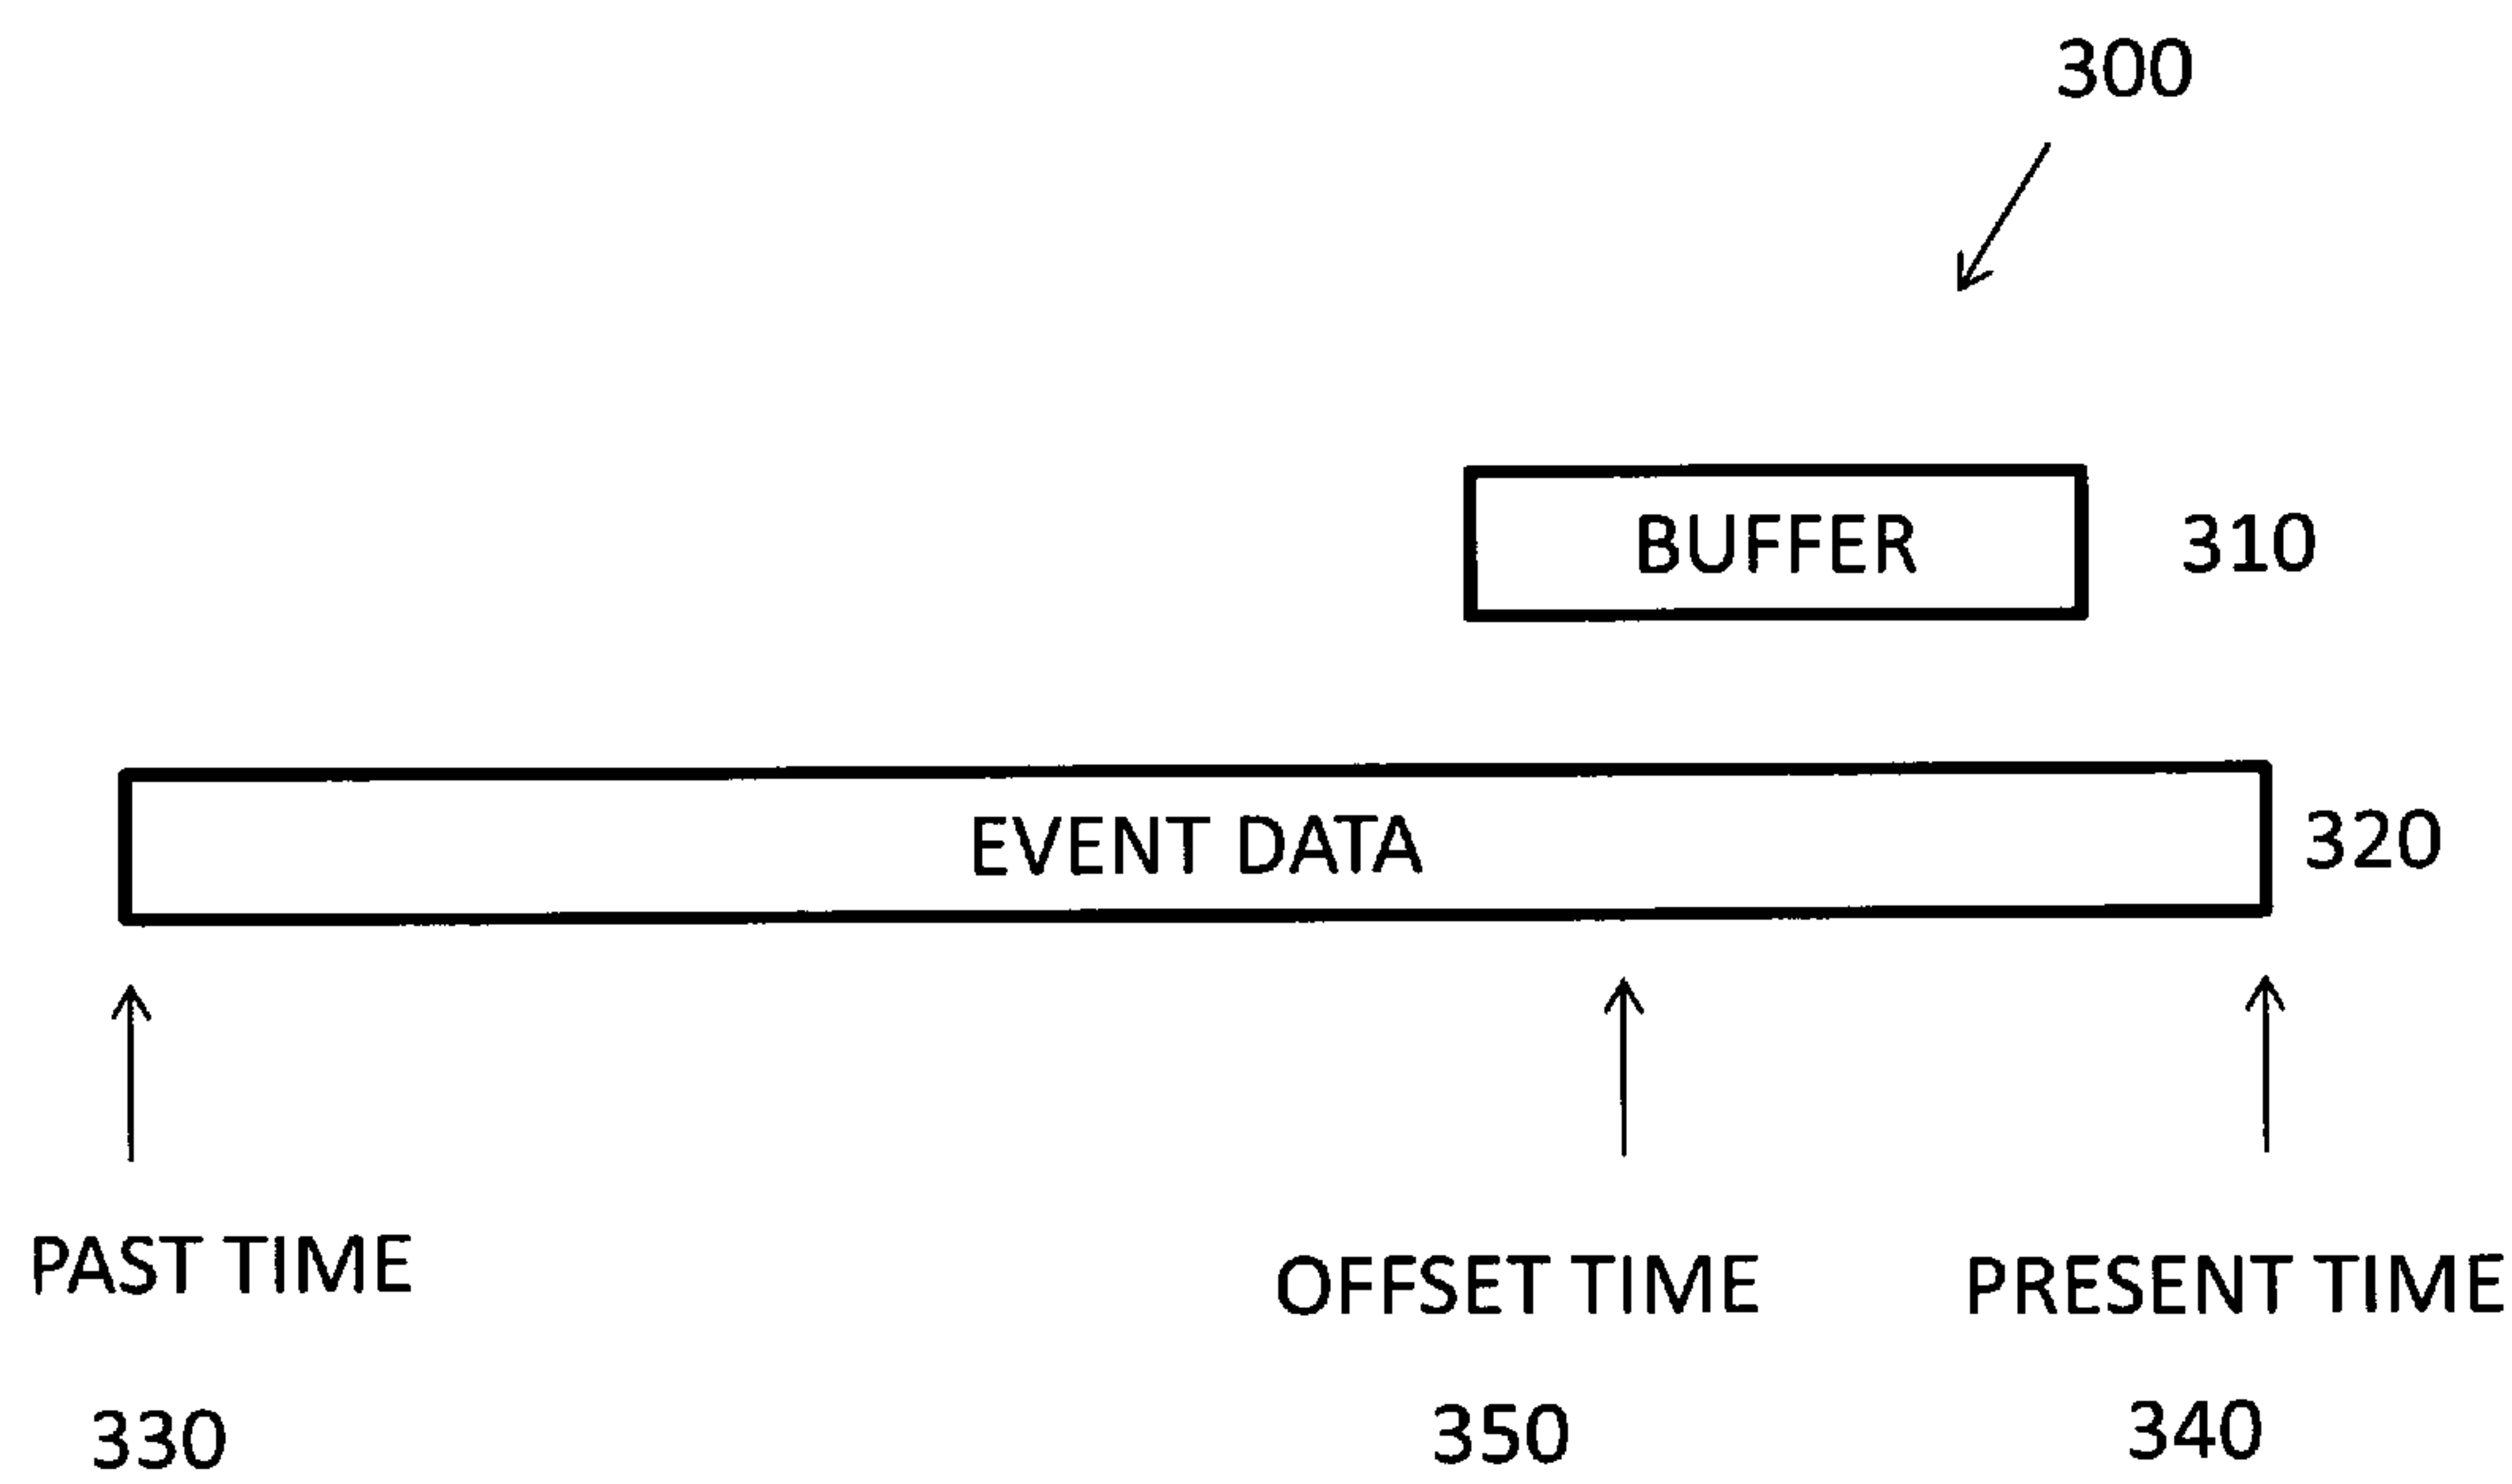 300
BUFFER 310
EVENT DATA 320
PAST TIME OFFSET TIME PRESENT TIME
330 350 340